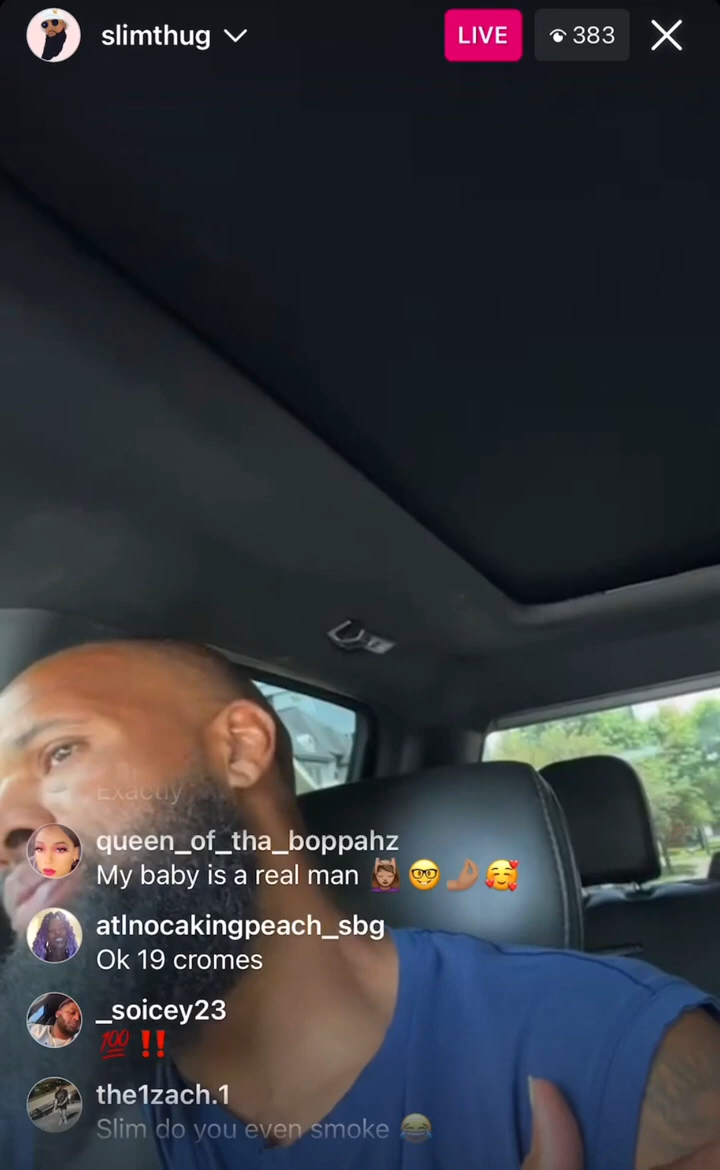 slimthug
LIVE
383
Exactly
queen_of_tha_boppahz
My baby is a real man 💆🏽‍♀️🤓🤌🏽🥰
atlnocakingpeach_sbg
Ok 19 cromes
_soicey23
💯‼️
the1zach.1
Slim do you even smoke 😂